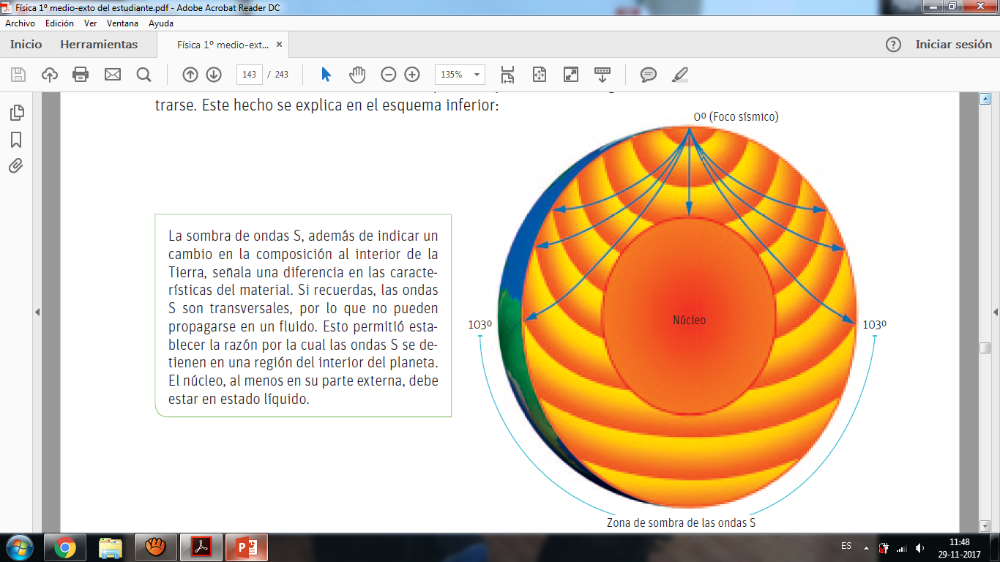 Física 1º medio-exto del estudiante.pdf - Adobe Acrobat Reader DC
Archivo Edición Ver Ventana Ayuda
Inicio Herramientas Física 1º medio-ext... × ? Iniciar sesión
143 / 243 135%
trarse. Este hecho se explica en el esquema inferior:
0º (Foco sísmico)
La sombra de ondas S, además de indicar un
cambio en la composición al interior de la
Tierra, señala una diferencia en las caracte-
rísticas del material. Si recuerdas, las ondas
S son transversales, por lo que no pueden
propagarse en un fluido. Esto permitió esta-
blecer la razón por la cual las ondas S se de-
tienen en una región del interior del planeta.
El núcleo, al menos en su parte externa, debe
estar en estado líquido.
103º
Núcleo
103º
Zona de sombra de las ondas S
ES
11:48
29-11-2017